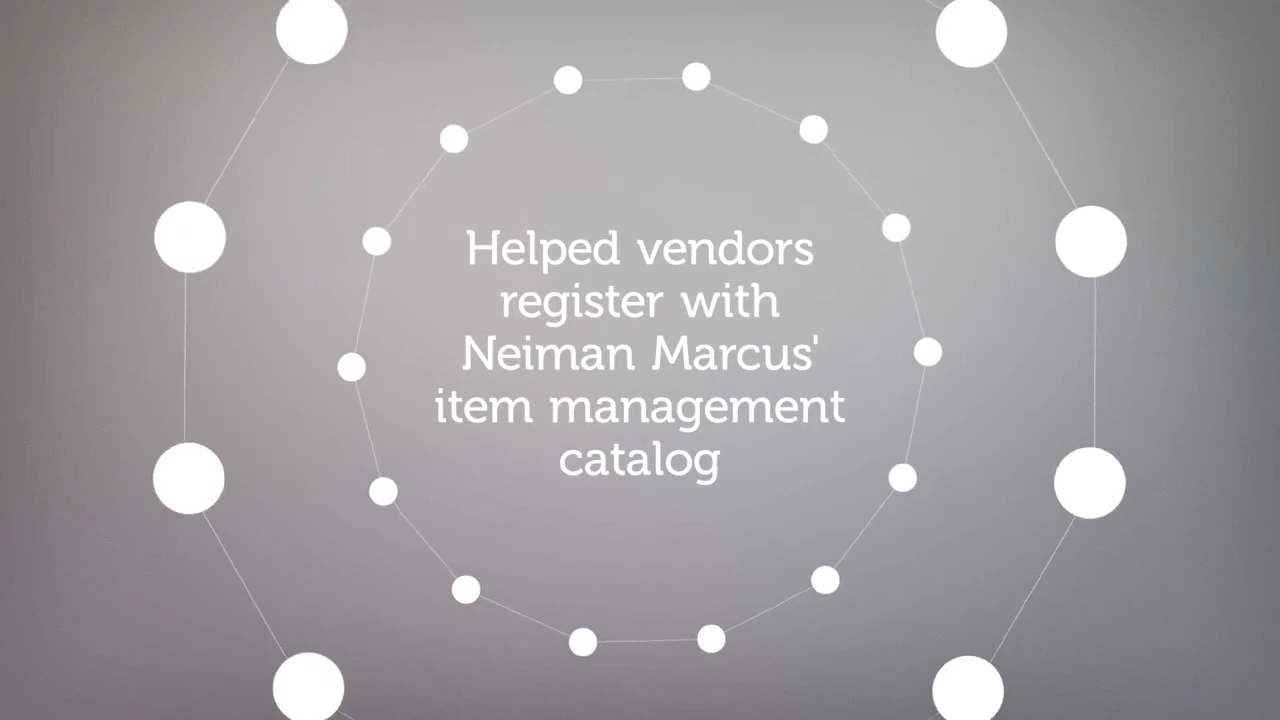 Helped vendors
register with
Neiman Marcus'
item management
catalog